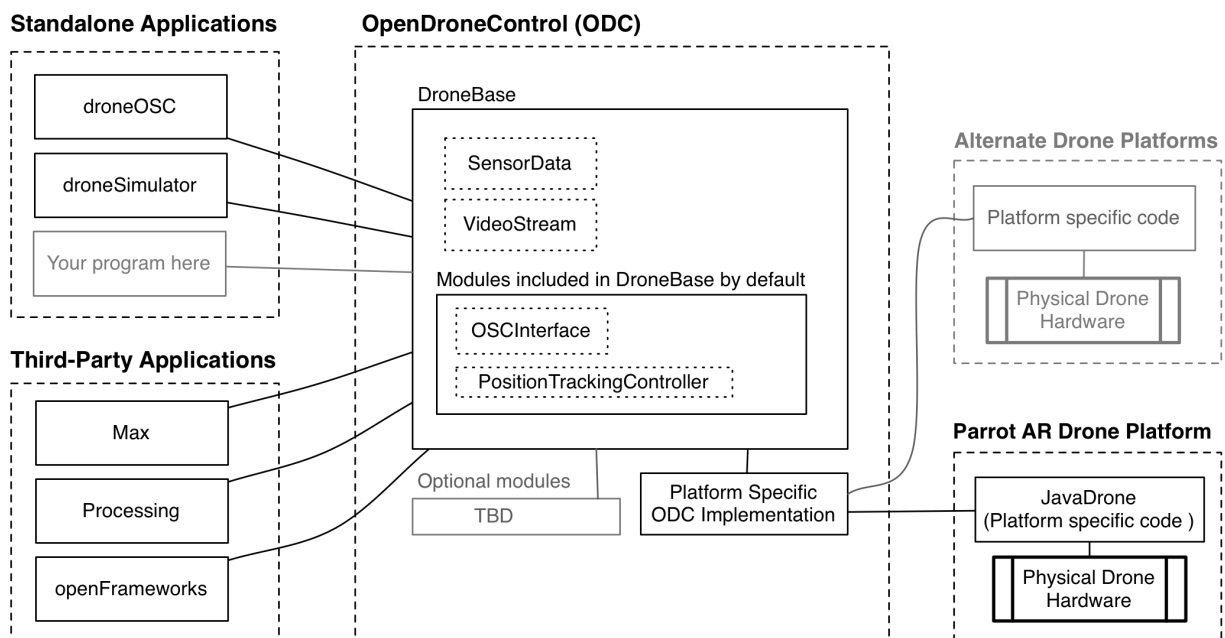 Standalone Applications
droneOSC
droneSimulator
Your program here
Third-Party Applications
Max
Processing
openFrameworks
OpenDroneControl (ODC)
DroneBase
SensorData
VideoStream
Modules included in DroneBase by default
OSCInterface
PositionTrackingController
Optional modules
TBD
Platform Specific
ODC Implementation
Alternate Drone Platforms
Platform specific code
Physical Drone
Hardware
Parrot AR Drone Platform
JavaDrone
(Platform specific code )
Physical Drone
Hardware